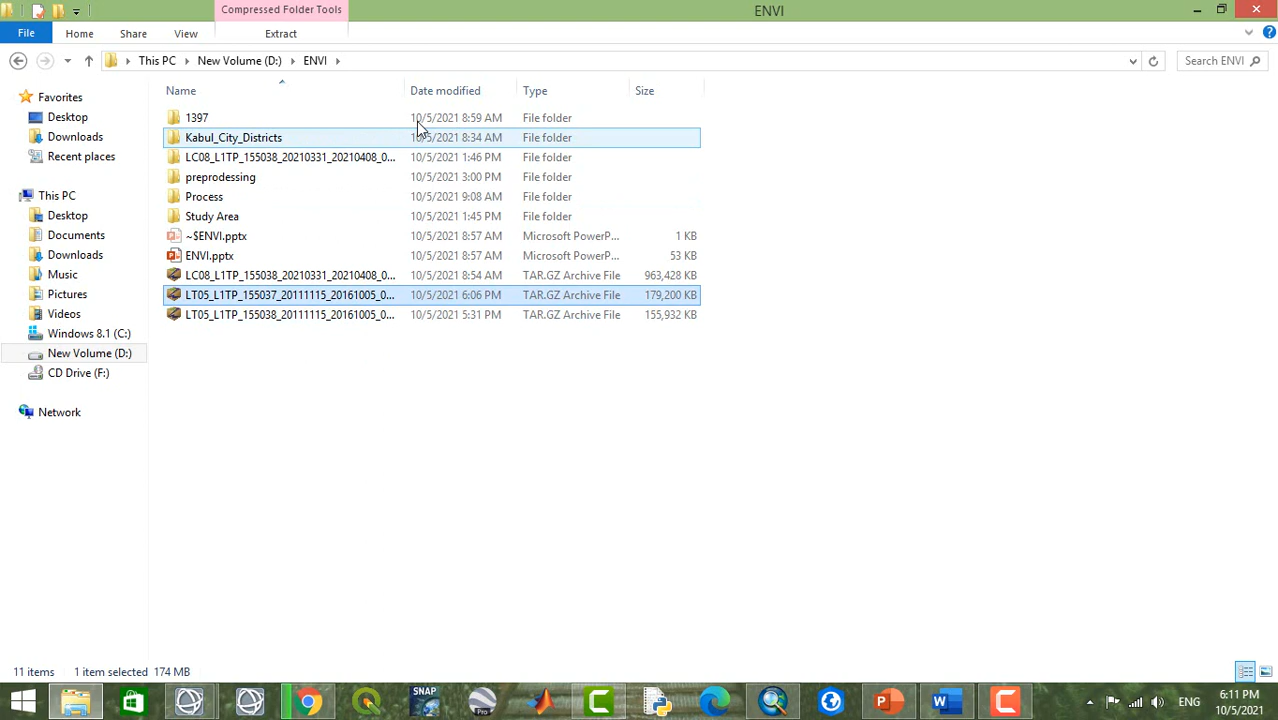 Compressed Folder Tools
ENVI
File Home Share View Extract
This PC New Volume (D:) ENVI Search ENVI
Name Date modified Type Size
Favorites
Desktop
Downloads
Recent places
This PC
Desktop
Documents
Downloads
Music
Pictures
Videos
Windows 8.1 (C:)
New Volume (D:)
CD Drive (F:)
Network
1397 10/5/2021 8:59 AM File folder
Kabul_City_Districts 10/5/2021 8:34 AM File folder
LC08_L1TP_155038_20210331_20210408_0... 10/5/2021 1:46 PM File folder
preprodessing 10/5/2021 3:00 PM File folder
Process 10/5/2021 9:08 AM File folder
Study Area 10/5/2021 1:45 PM File folder
~$ENVI.pptx 10/5/2021 8:57 AM Microsoft PowerP... 1 KB
ENVI.pptx 10/5/2021 8:57 AM Microsoft PowerP... 53 KB
LC08_L1TP_155038_20210331_20210408_0... 10/5/2021 8:54 AM TAR.GZ Archive File 963,428 KB
LT05_L1TP_155037_20111115_20161005_0... 10/5/2021 6:06 PM TAR.GZ Archive File 179,200 KB
LT05_L1TP_155038_20111115_20161005_0... 10/5/2021 5:31 PM TAR.GZ Archive File 155,932 KB
11 items 1 item selected 174 MB
SNAP Pro ENG 6:11 PM
10/5/2021